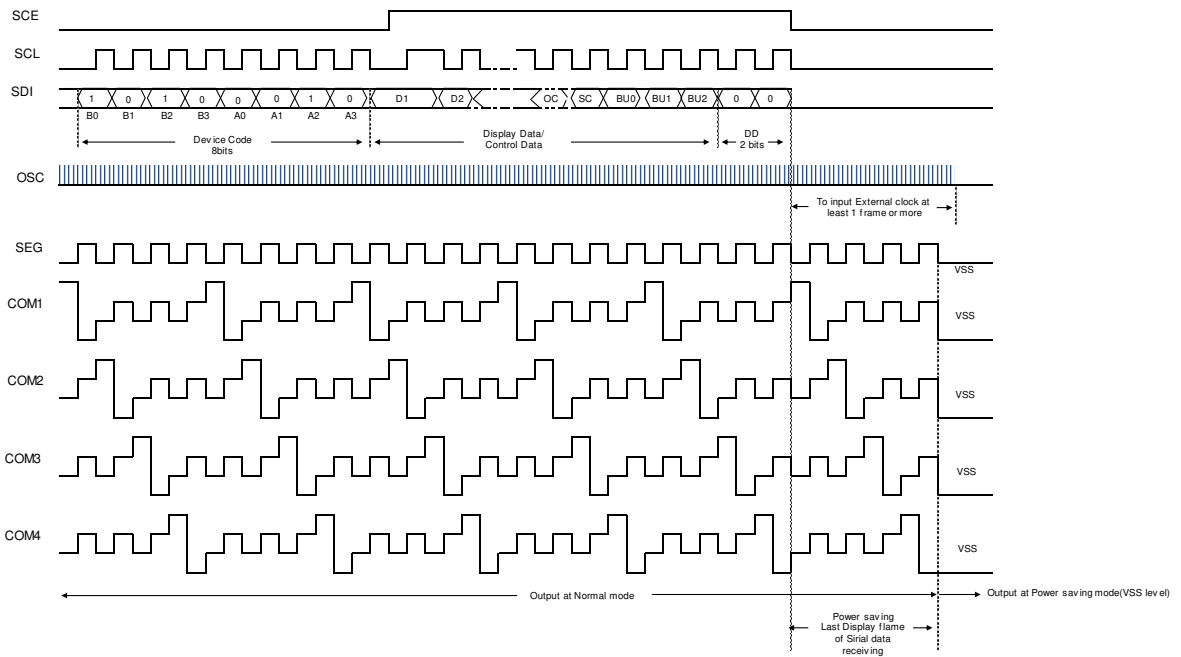 SCE
SCL
SDI
1 0 1 0 0 0 1 0 D1 D2 OC SC BU0 BU1 BU2 0 0
B0 B1 B2 B3 A0 A1 A2 A3
Device Code
8bits
Display Data/
Control Data
DD
2 bits
OSC
To input External clock at
least 1 frame or more
SEG
VSS
COM1
VSS
COM2
VSS
COM3
VSS
COM4
VSS
Output at Normal mode
Output at Power saving mode(VSS level)
Power saving
Last Display flame
of Sirial data
receiving